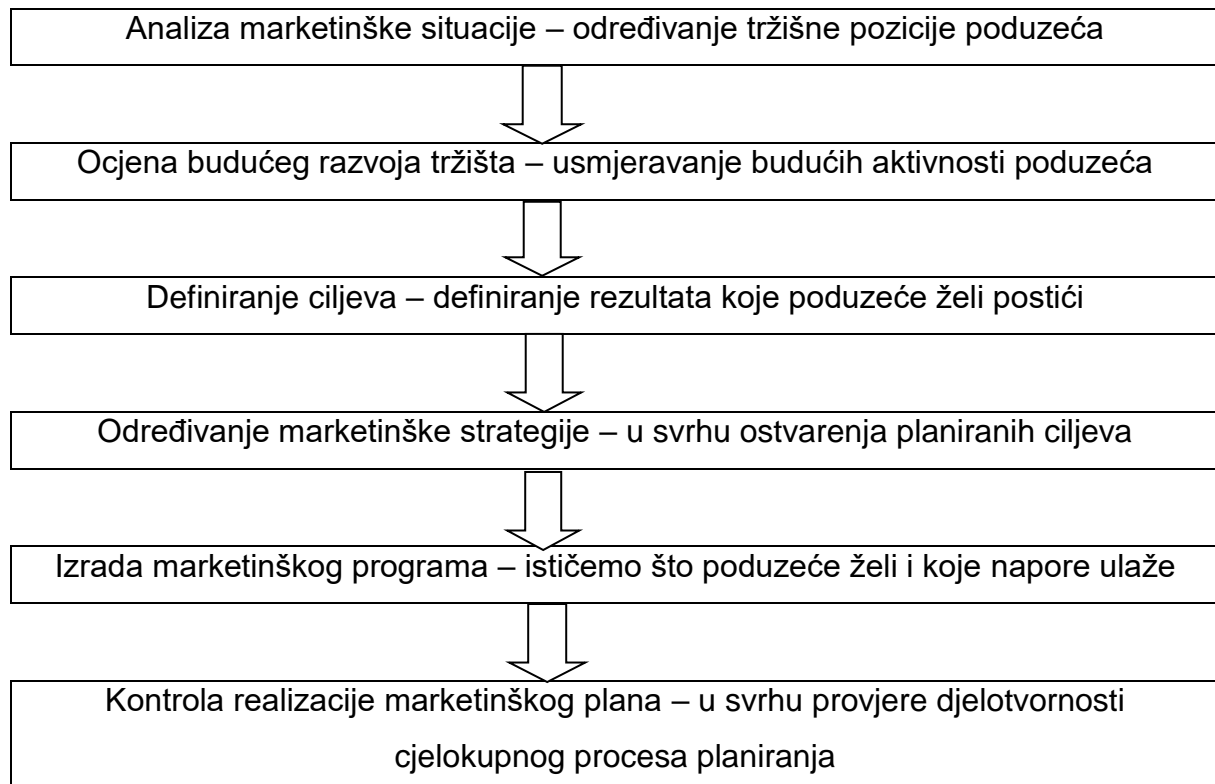 Analiza marketinške situacije – određivanje tržišne pozicije poduzeća
Ocjena budućeg razvoja tržišta – usmjeravanje budućih aktivnosti poduzeća
Definiranje ciljeva – definiranje rezultata koje poduzeće želi postići
Određivanje marketinške strategije – u svrhu ostvarenja planiranih ciljeva
Izrada marketinškog programa – ističemo što poduzeće želi i koje napore ulaže
Kontrola realizacije marketinškog plana – u svrhu provjere djelotvornosti
cjelokupnog procesa planiranja